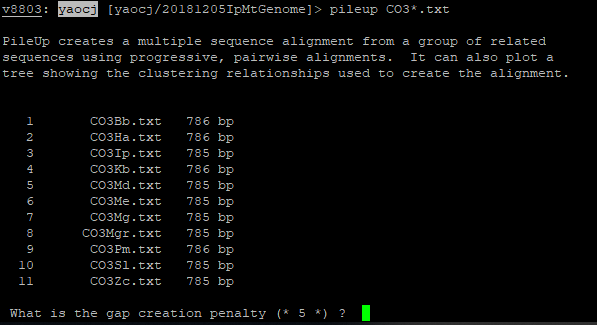 v8803: yaocj [yaocj/20181205IpMtGenome]> pileup CO3*.txt
PileUp creates a multiple sequence alignment from a group of related
sequences using progressive, pairwise alignments.  It can also plot a
tree showing the clustering relationships used to create the alignment.
1 CO3Bb.txt 786 bp
2 CO3Ha.txt 786 bp
3 CO3Ip.txt 785 bp
4 CO3Kb.txt 786 bp
5 CO3Md.txt 785 bp
6 CO3Me.txt 785 bp
7 CO3Mg.txt 785 bp
8 CO3Mgr.txt 785 bp
9 CO3Pm.txt 786 bp
10 CO3Sl.txt 785 bp
11 CO3Zc.txt 785 bp
What is the gap creation penalty (* 5 *) ?